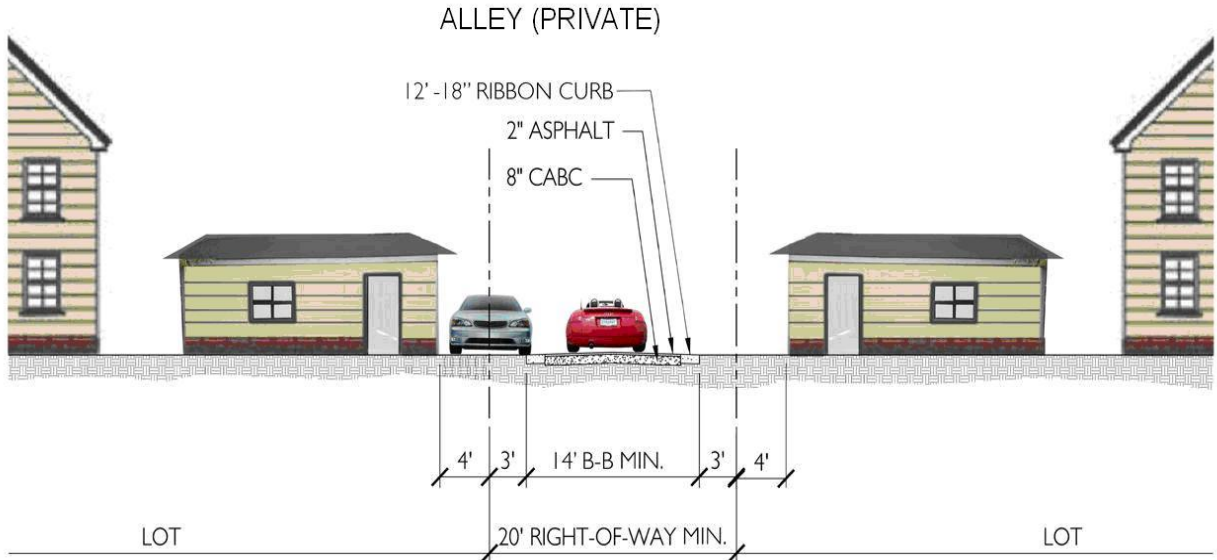 ALLEY (PRIVATE)
12' -18" RIBBON CURB
2" ASPHALT
8" CABC
4' 3' 14' B-B MIN. 3' 4'
LOT 20' RIGHT-OF-WAY MIN. LOT